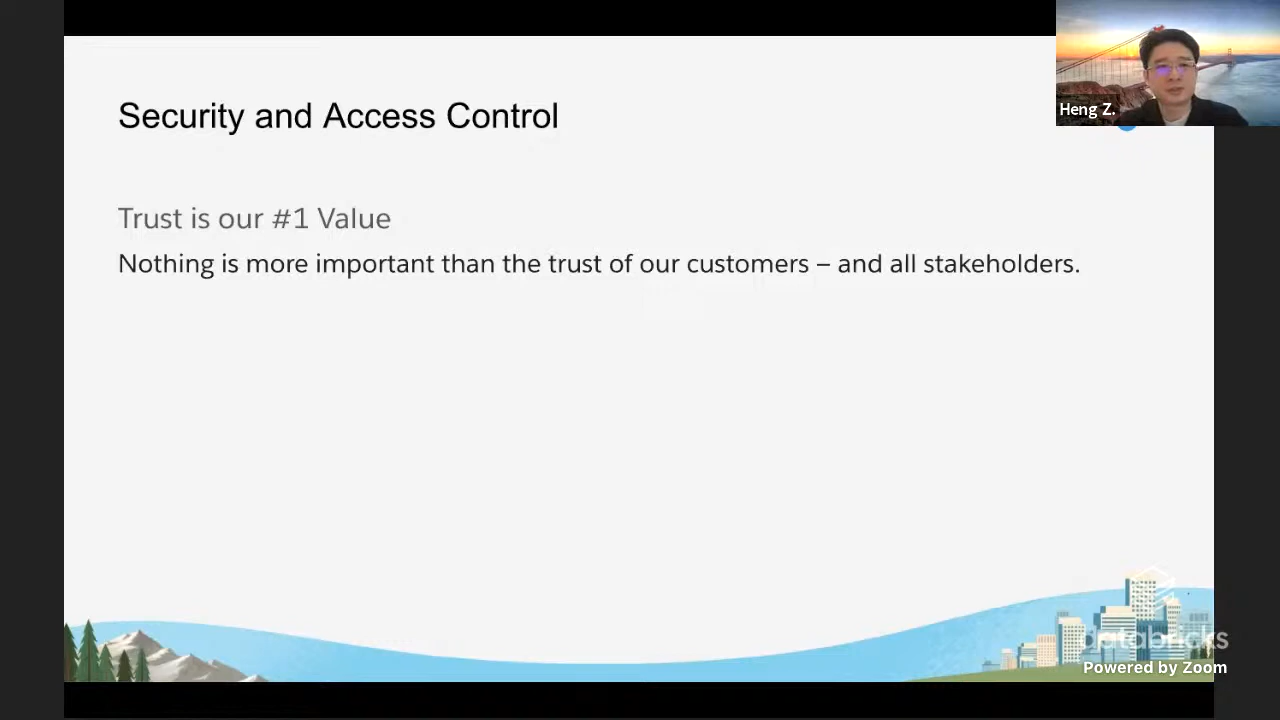 Security and Access Control
Heng Z.
Trust is our #1 Value
Nothing is more important than the trust of our customers – and all stakeholders.
databricks
Powered by Zoom